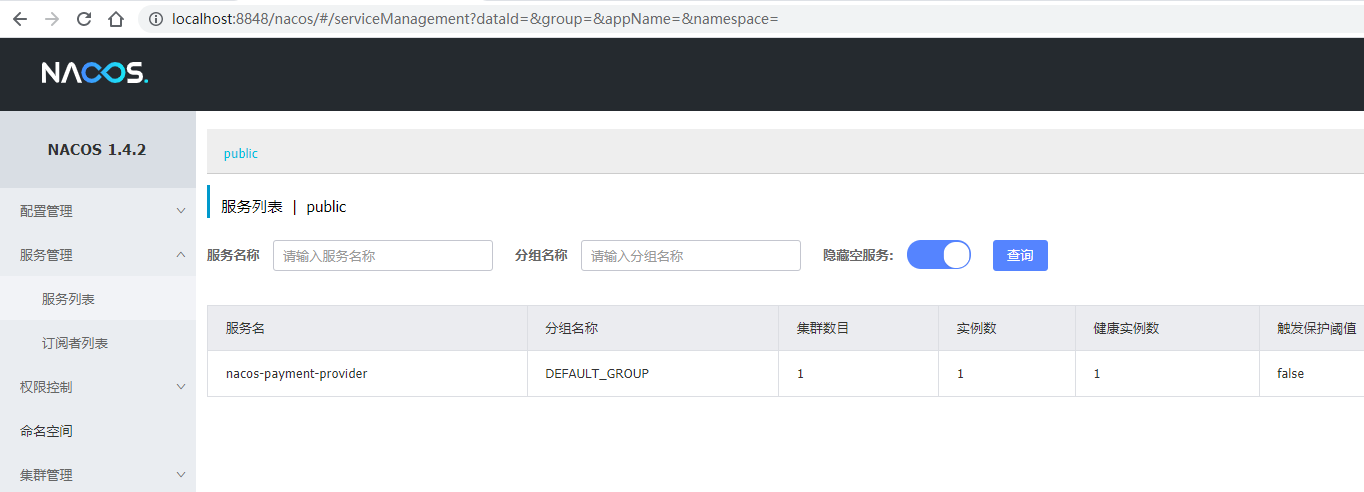 localhost:8848/nacos/#/serviceManagement?dataId=&group=&appName=&namespace=
NACOS.
NACOS 1.4.2
配置管理
服务管理
服务列表
订阅者列表
权限控制
命名空间
集群管理
public
服务列表 | public
服务名称 请输入服务名称 分组名称 请输入分组名称 隐藏空服务: 查询
服务名 分组名称 集群数目 实例数 健康实例数 触发保护阈值
nacos-payment-provider DEFAULT_GROUP 1 1 1 false